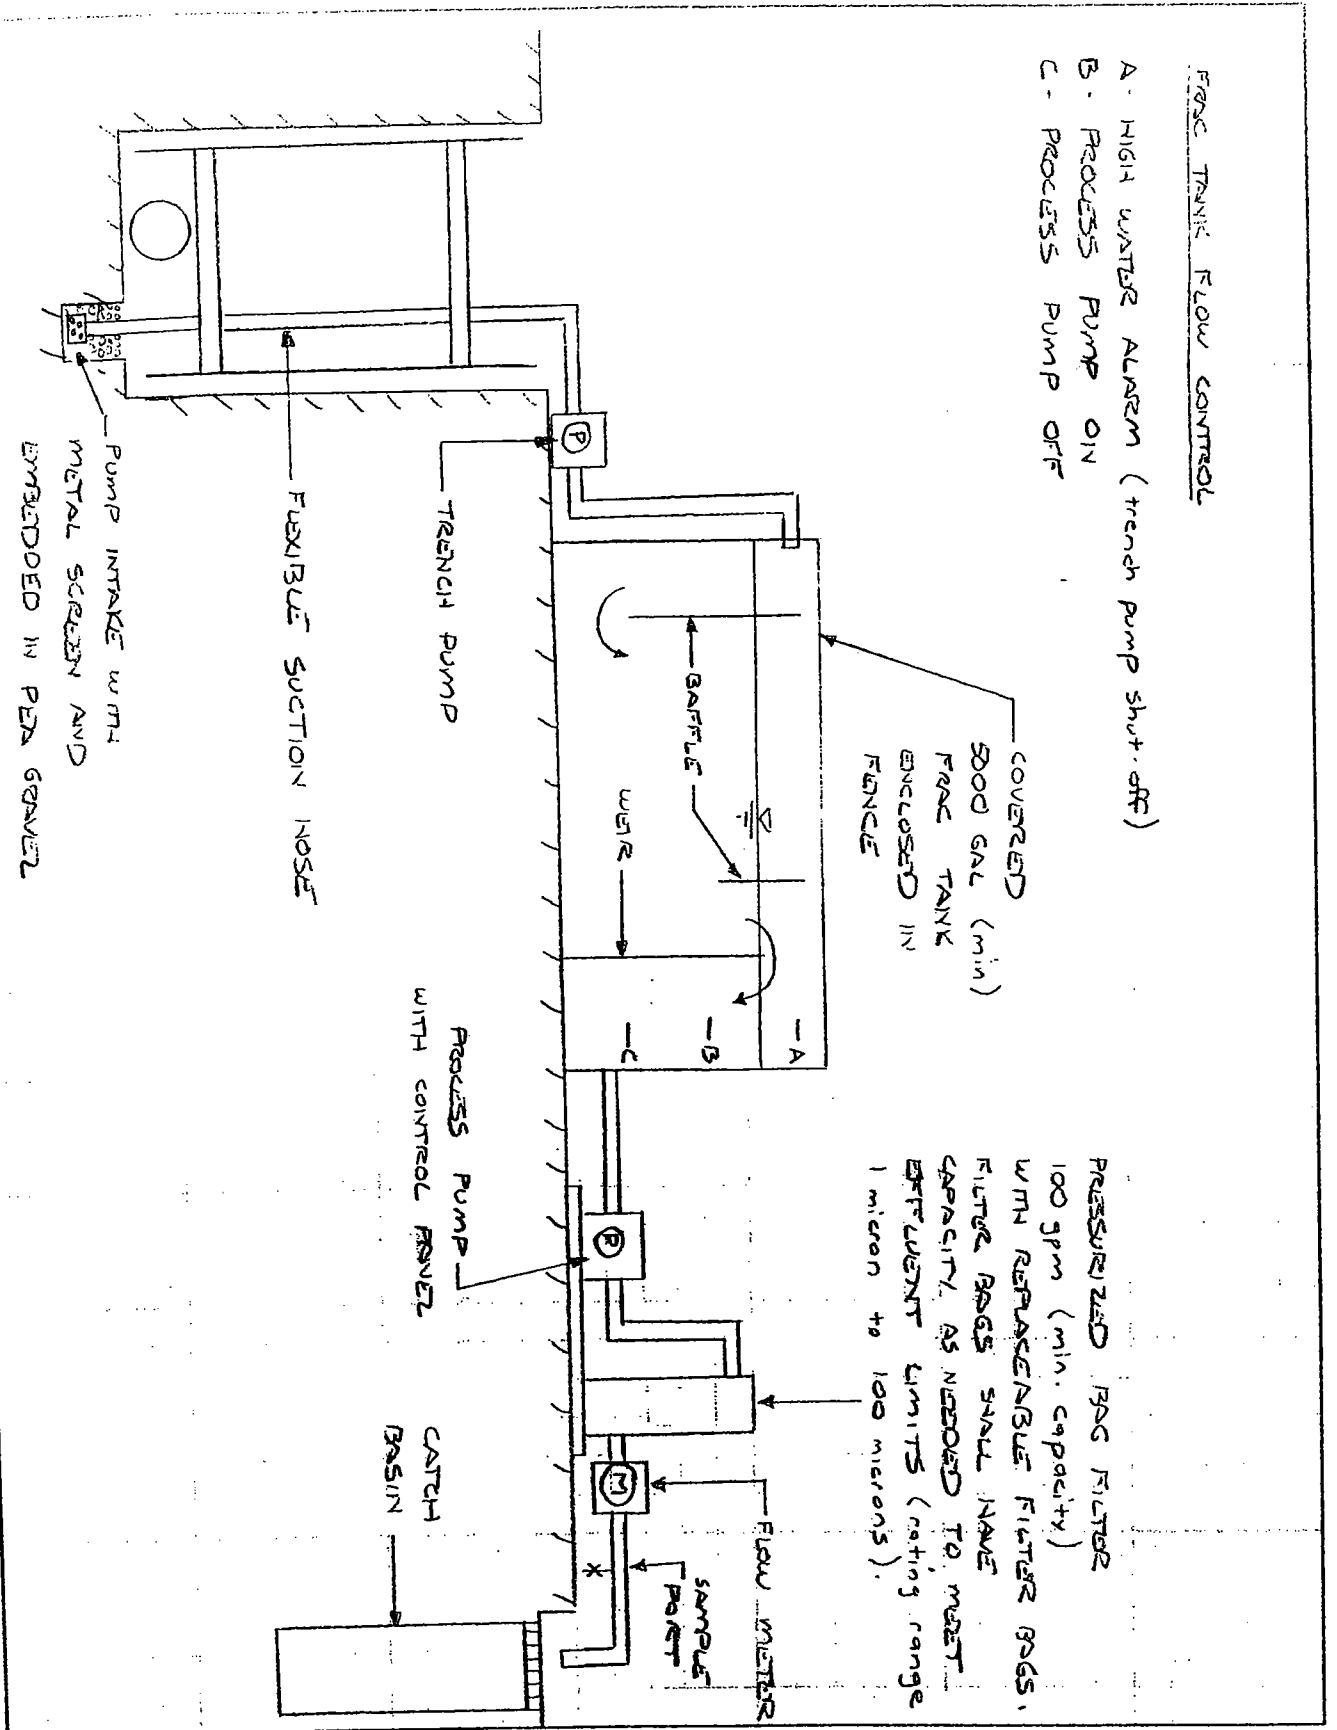 FRAC TANK FLOW CONTROL
A - HIGH WATER ALARM (trench pump shut-off)
B - PROCESS PUMP ON
C - PROCESS PUMP OFF
COVERED
5000 GAL (min)
FRAC TANK
ENCLOSED IN
FENCE
PRESSURIZED BAG FILTER
100 gpm (min. capacity)
WITH REPLACEABLE FILTER BAGS.
FILTER BAGS SHALL HAVE
CAPACITY AS NEEDED TO MEET
EFFLUENT LIMITS (rating range
1 micron to 100 microns).
A
B
C
BAFFLE
WEIR
P
P
M
FLOW METER
SAMPLE
PORT
TRENCH PUMP
FLEXIBLE SUCTION HOSE
PUMP INTAKE WITH
METAL SCREEN AND
EMBEDDED IN PEA GRAVEL
PROCESS PUMP
WITH CONTROL PANEL
CATCH
BASIN